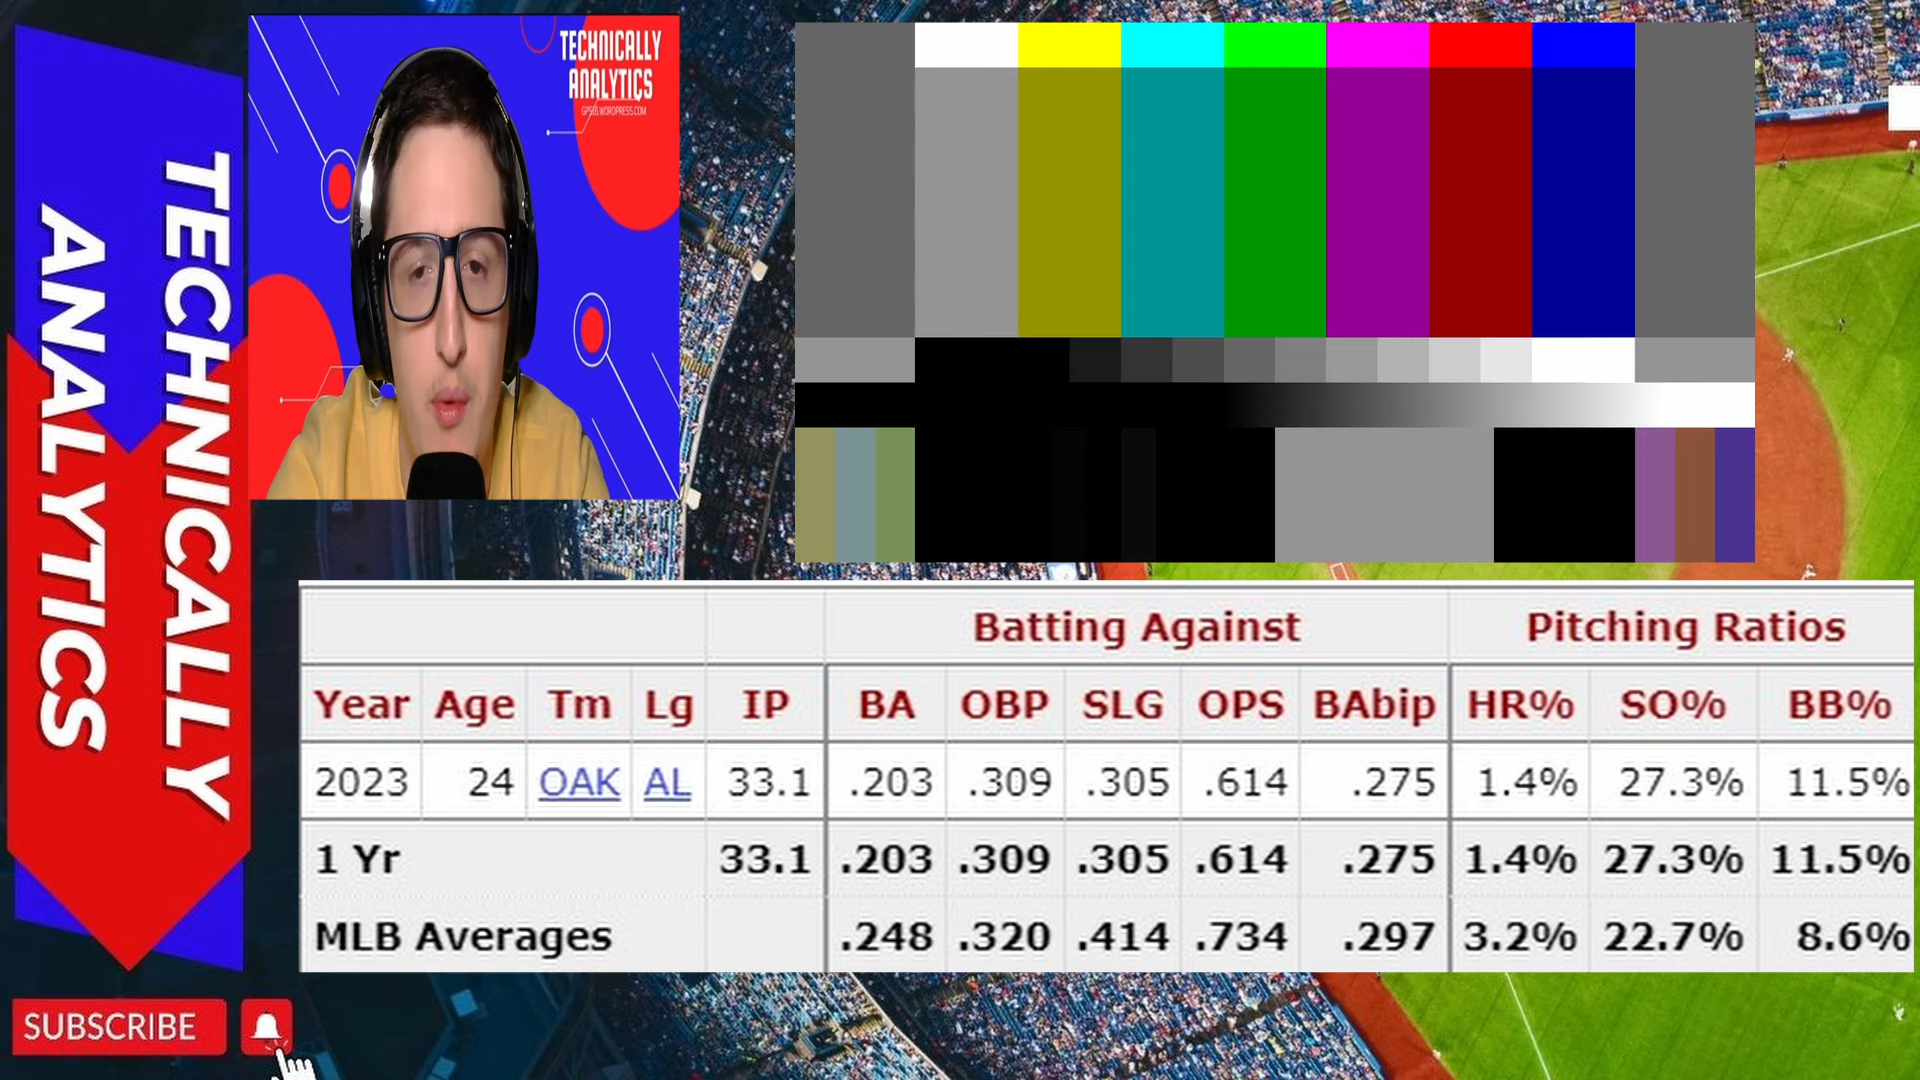 TECHNICALLY
ANALYTICS
TECHNICALLY
ANALYTICS
GPSLB.WORDPRESS.COM
Batting Against Pitching Ratios
Year Age Tm Lg IP BA OBP SLG OPS BAbip HR% SO% BB%
2023 24 OAK AL 33.1 .203 .309 .305 .614 .275 1.4% 27.3% 11.5%
1 Yr 33.1 .203 .309 .305 .614 .275 1.4% 27.3% 11.5%
MLB Averages .248 .320 .414 .734 .297 3.2% 22.7% 8.6%
SUBSCRIBE